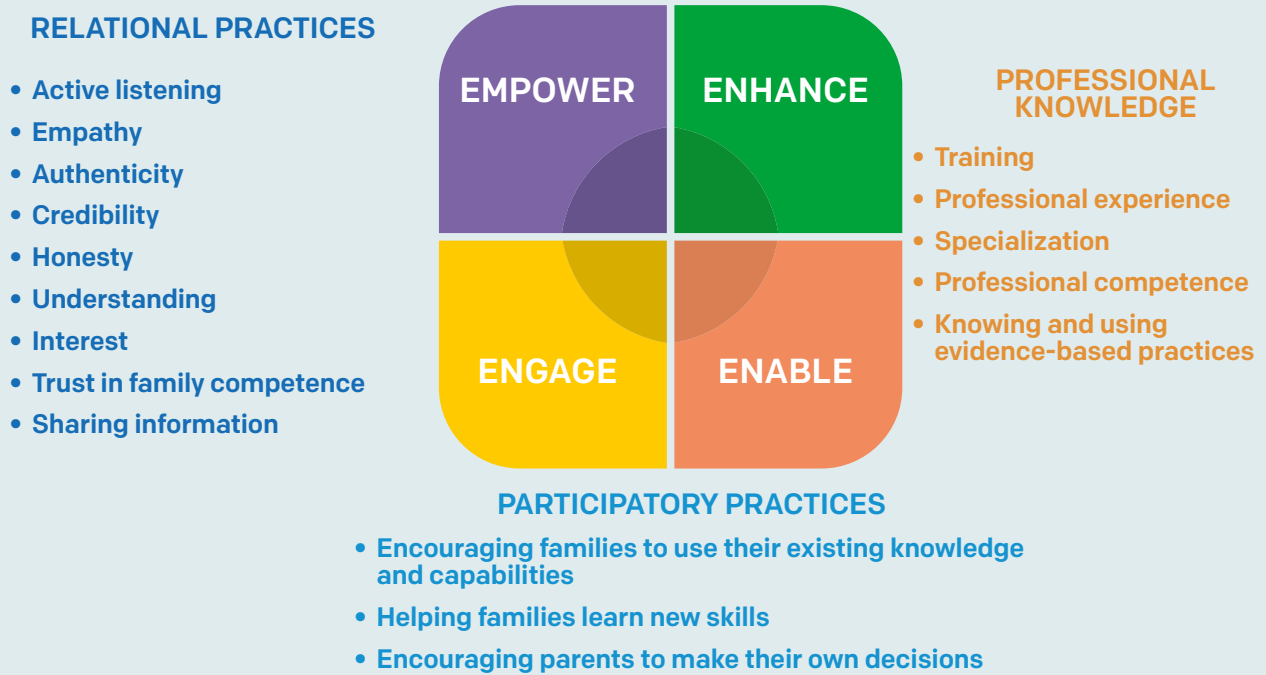 RELATIONAL PRACTICES
• Active listening
• Empathy
• Authenticity
• Credibility
• Honesty
• Understanding
• Interest
• Trust in family competence
• Sharing information
EMPOWER
ENHANCE
ENGAGE
ENABLE
PROFESSIONAL
KNOWLEDGE
• Training
• Professional experience
• Specialization
• Professional competence
• Knowing and using
evidence-based practices
PARTICIPATORY PRACTICES
• Encouraging families to use their existing knowledge
and capabilities
• Helping families learn new skills
• Encouraging parents to make their own decisions